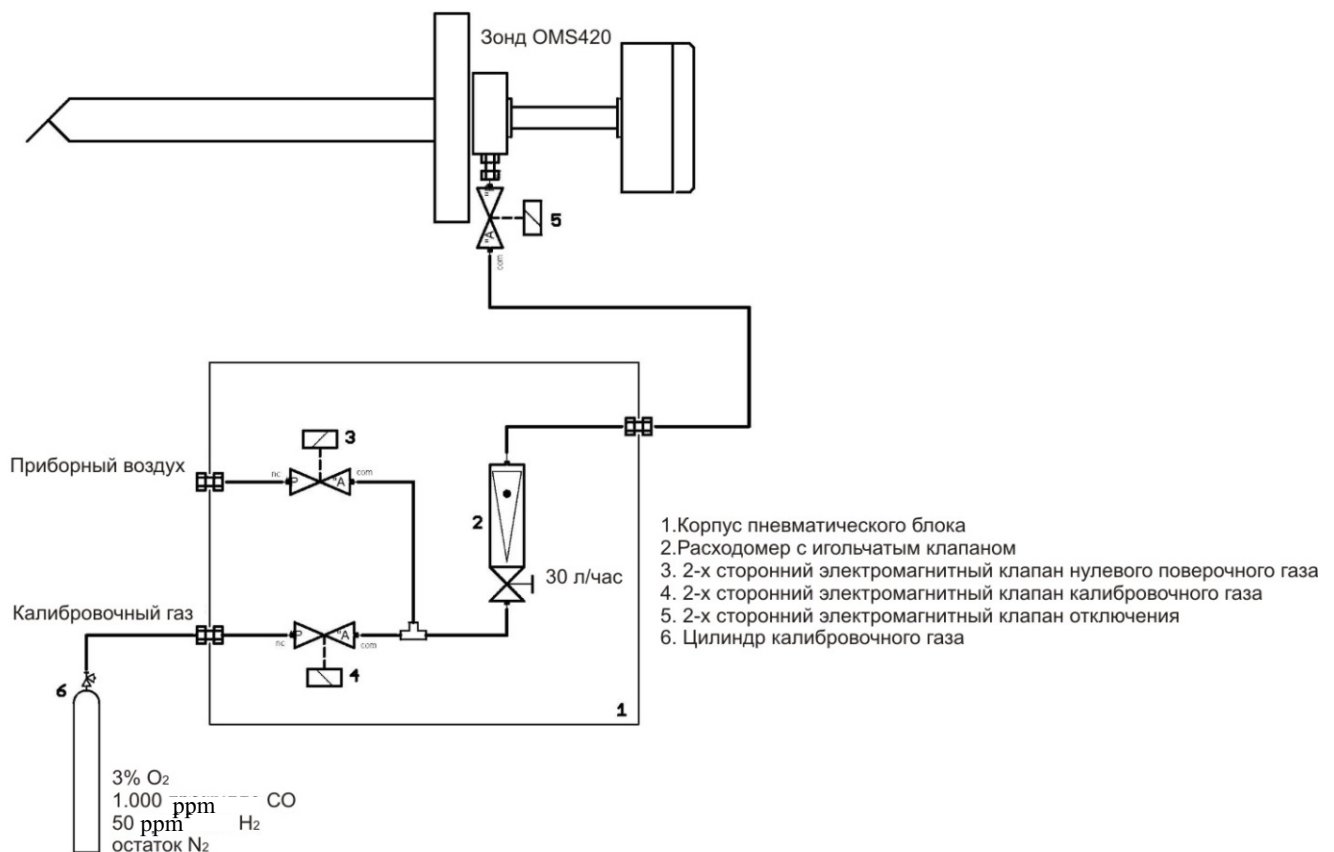 Зонд OMS420
"A
5
com
3
Приборный воздух
nc
P
"A
com
2
30 л/час
Калибровочный газ
nc
P
"A
com
4
6
1
1.Корпус пневматического блока
2.Расходомер с игольчатым клапаном
3. 2-х сторонний электромагнитный клапан нулевого поверочного газа
4. 2-х сторонний электромагнитный клапан калибровочного газа
5. 2-х сторонний электромагнитный клапан отключения
6. Цилиндр калибровочного газа
3% O2
1.000 ppm CO
50 ppm H2
остаток N2